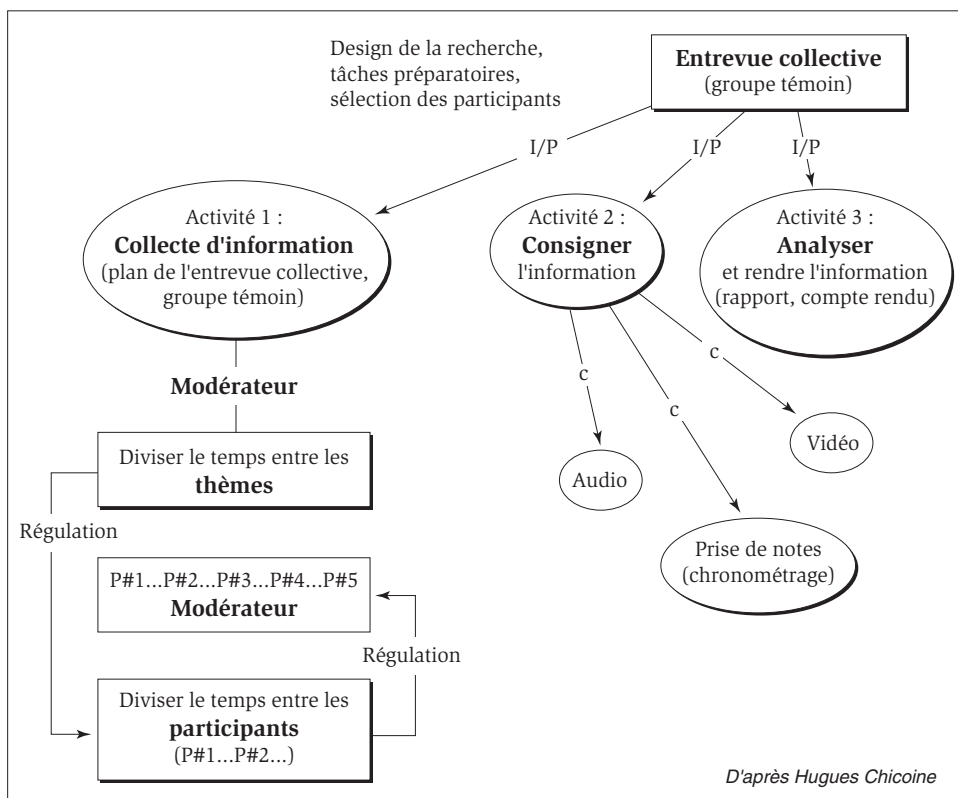 Design de la recherche,
tâches préparatoires,
sélection des participants
Entrevue collective
(groupe témoin)
I/P
I/P
I/P
Activité 1 :
Collecte d'information
(plan de l'entrevue collective,
groupe témoin)
Activité 2 :
Consigner
l'information
Activité 3 :
Analyser
et rendre l'information
(rapport, compte rendu)
c
c
c
Modérateur
Diviser le temps entre les
thèmes
Audio
Vidéo
Régulation
Prise de notes
(chronométrage)
P#1...P#2...P#3...P#4...P#5
Modérateur
Régulation
Diviser le temps entre les
participants
(P#1...P#2...)
D'après Hugues Chicoine